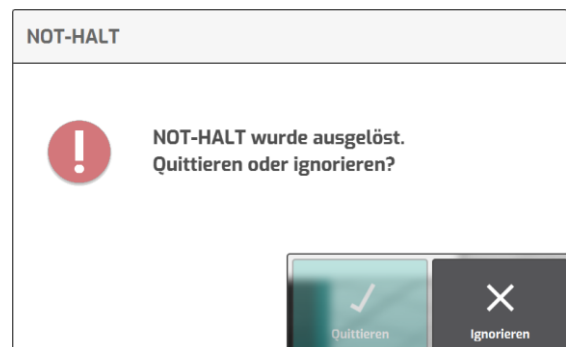 NOT-HALT
NOT-HALT wurde ausgelöst.
Quittieren oder ignorieren?
Quittieren
Ignorieren